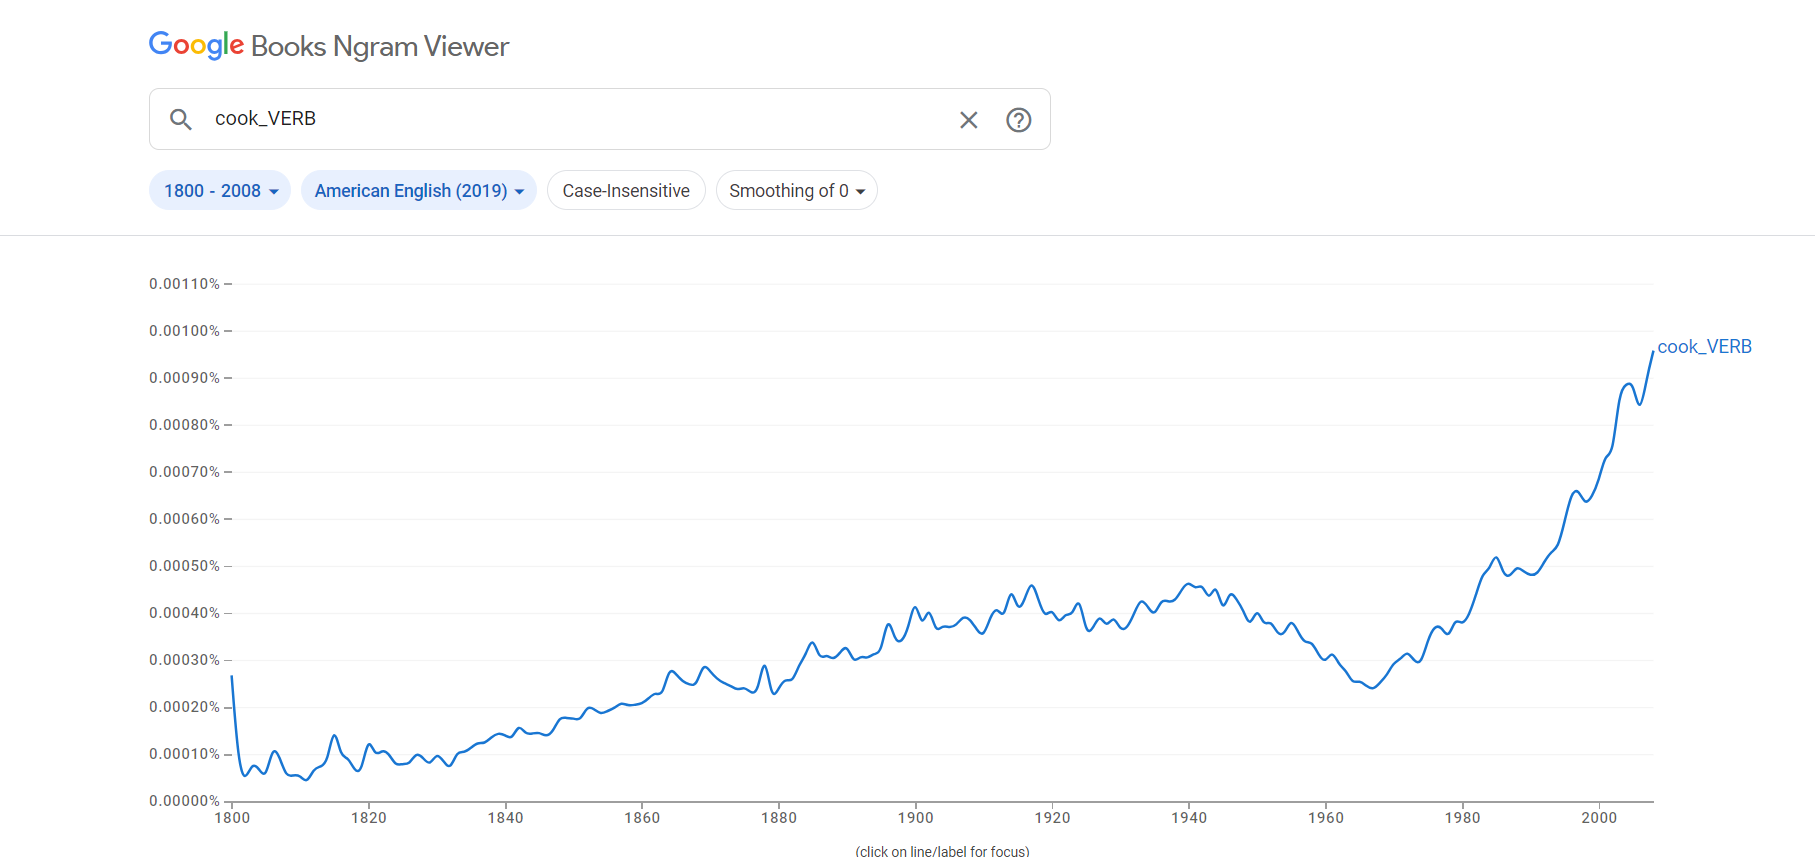 Google Books Ngram Viewer
cook_VERB
1800 - 2008 American English (2019) Case-Insensitive Smoothing of 0
0.00110%
0.00100%
cook_VERB
0.00090%
0.00080%
0.00070%
0.00060%
0.00050%
0.00040%
0.00030%
0.00020%
0.00010%
0.00000%
1800 1820 1840 1860 1880 1900 1920 1940 1960 1980 2000
(click on line/label for focus)